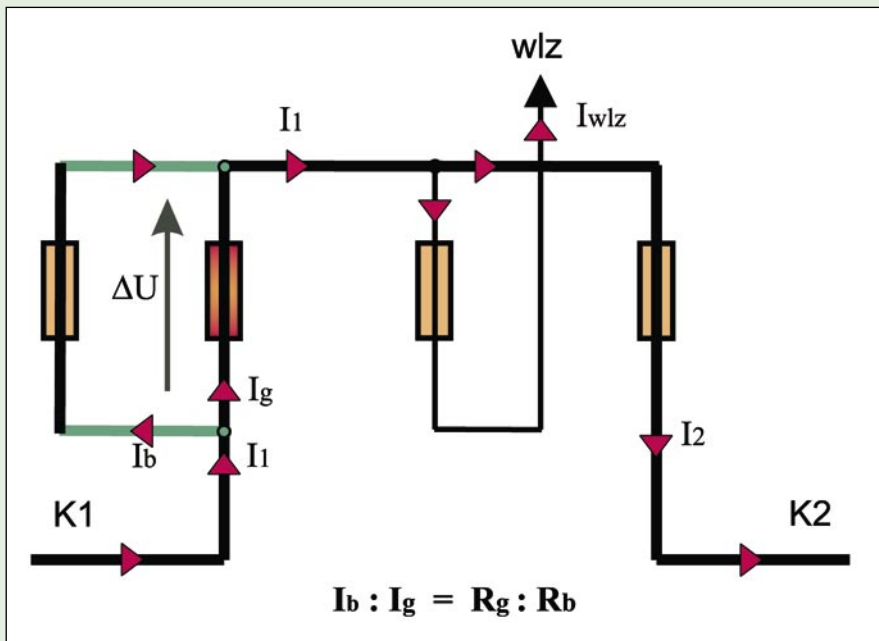 wlz
I1
Iwlz
ΔU
Ig
Ib
I1
I2
K1
K2
Ib : Ig = Rg : Rb